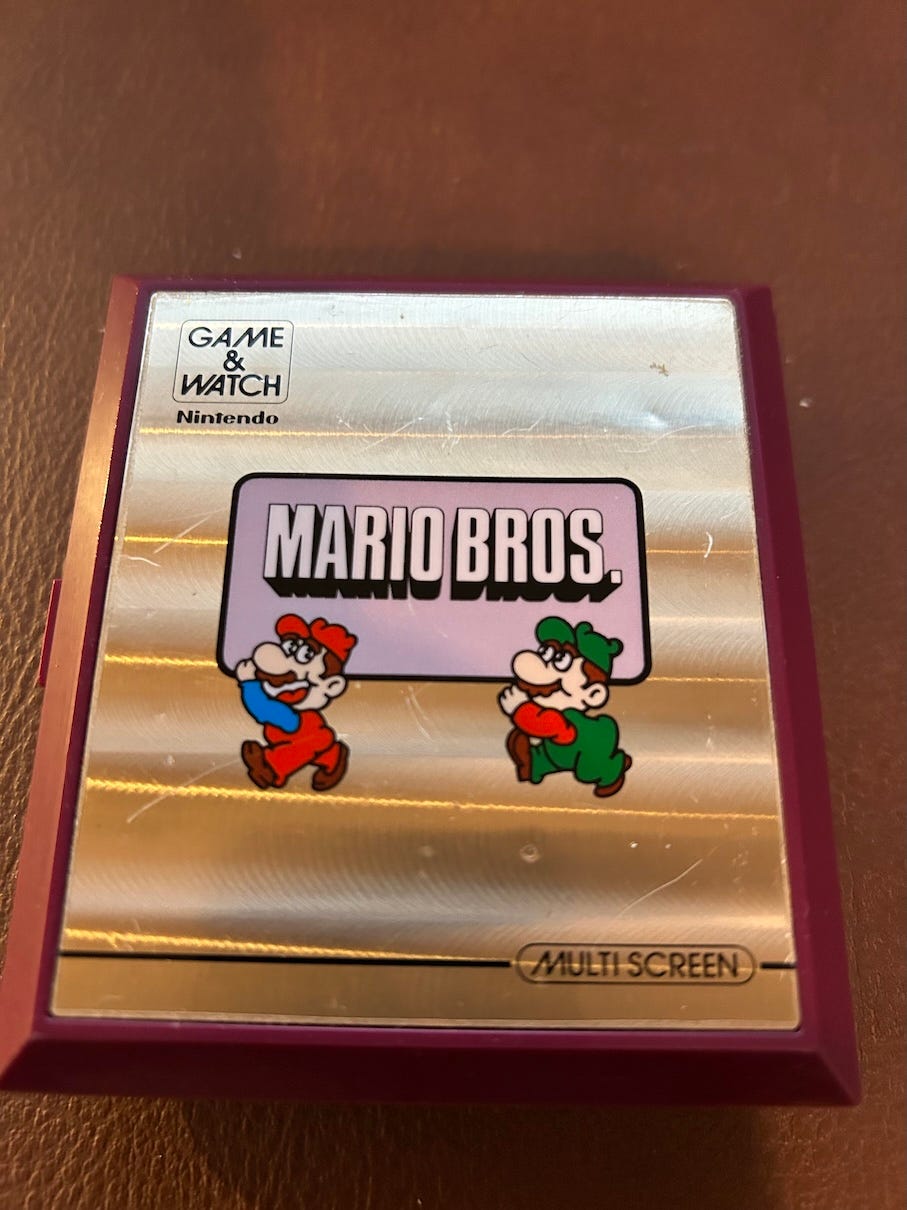 GAME
&
WATCH
Nintendo
MARIO BROS.
MULTI SCREEN